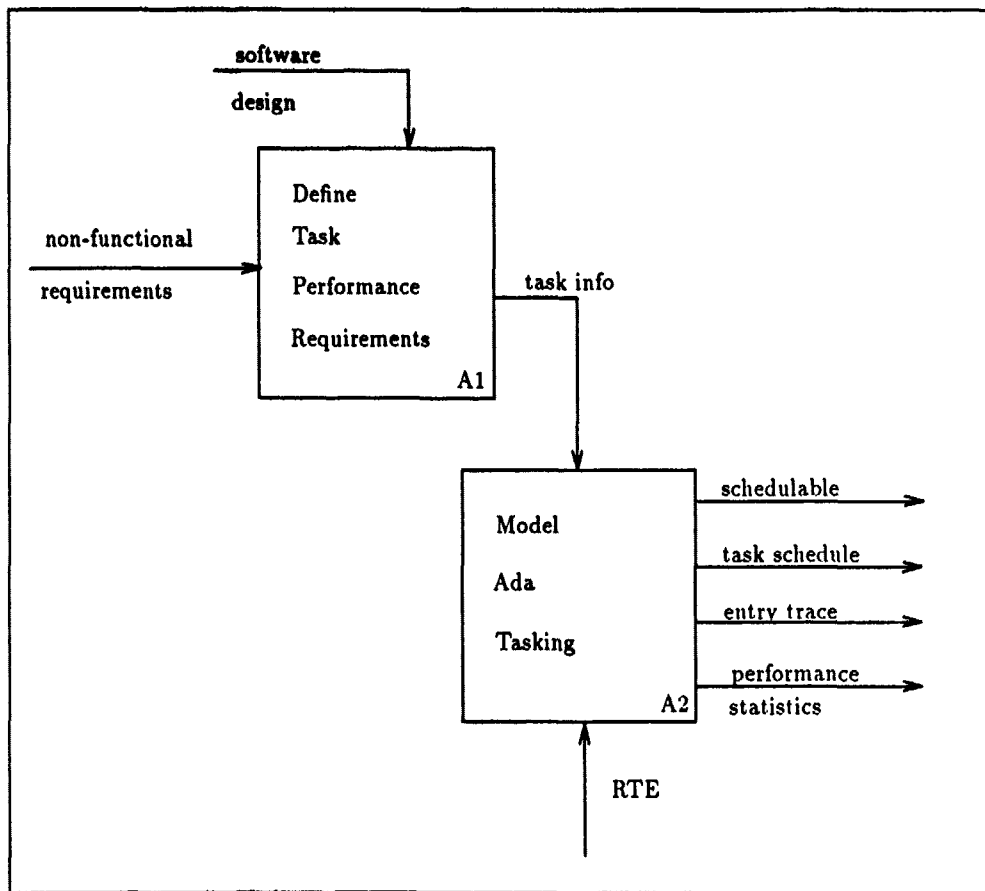 software
design
Define
Task
Performance
Requirements
A1
non-functional
requirements
task info
Model
Ada
Tasking
A2
schedulable
task schedule
entry trace
performance
statistics
RTE